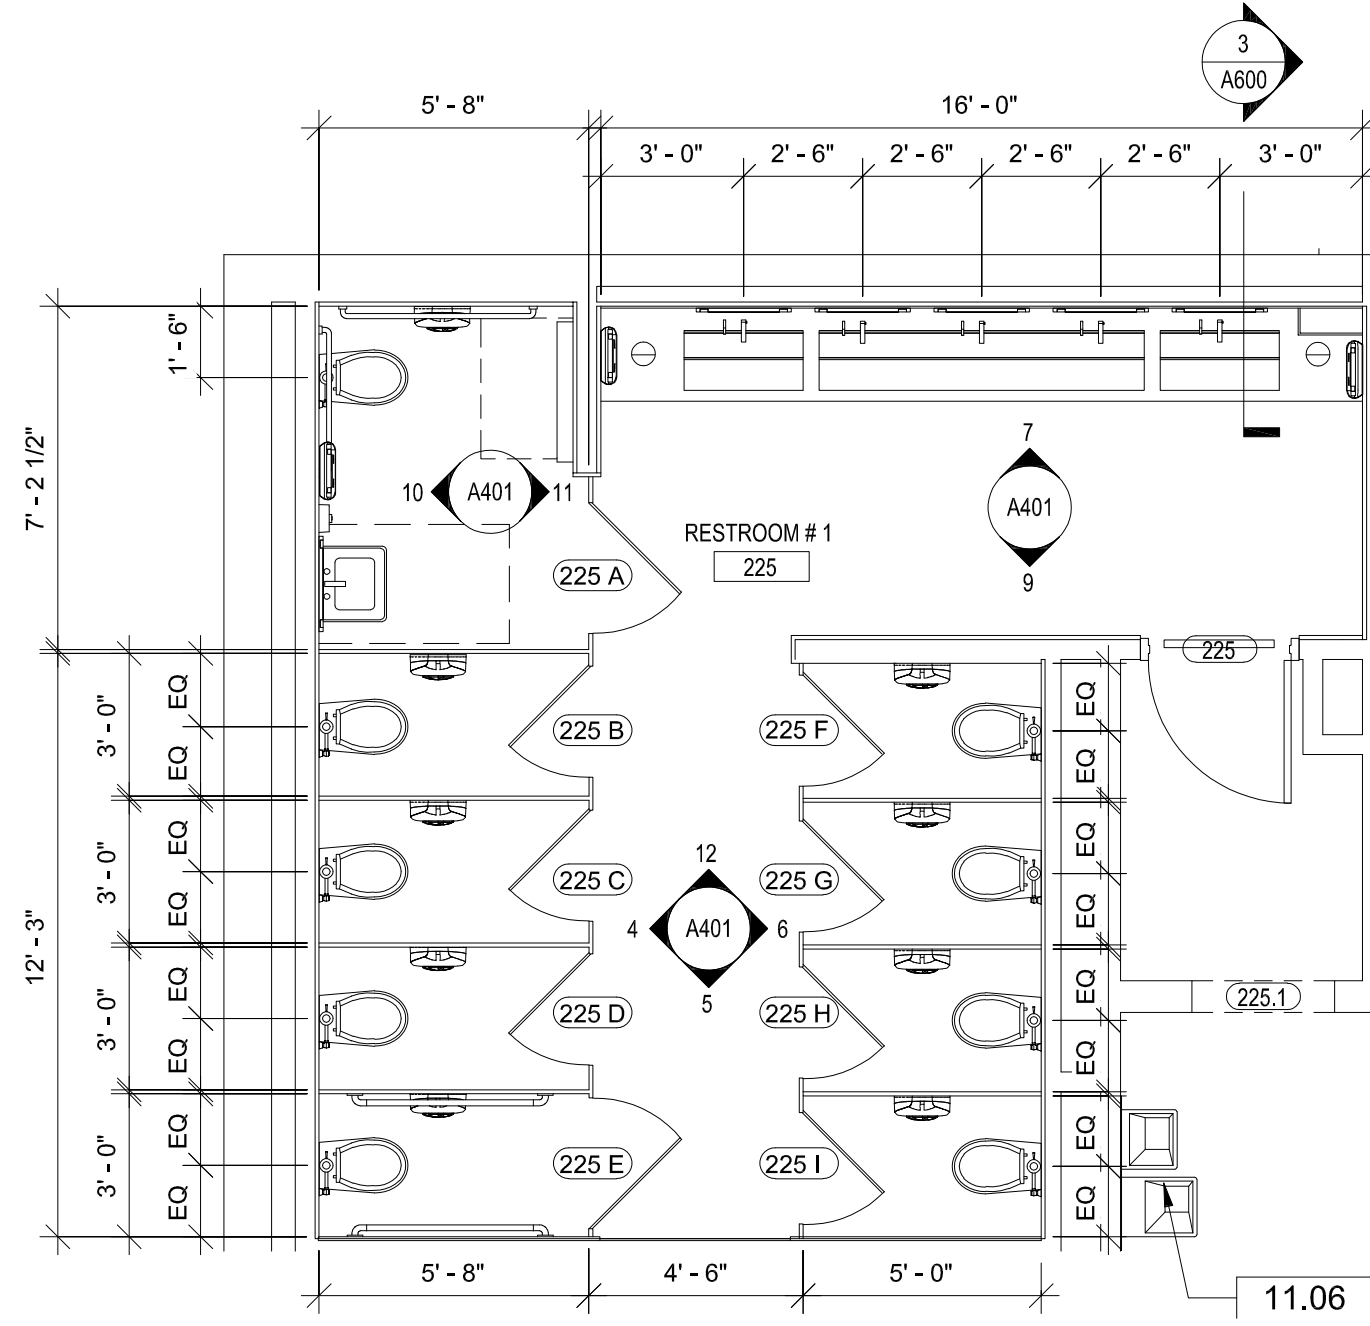 3
A600
5' - 8"
16' - 0"
3' - 0"
2' - 6"
2' - 6"
2' - 6"
2' - 6"
3' - 0"
1' - 6"
7' - 2 1/2"
7
10
A401
11
A401
RESTROOM # 1
225
9
225 A
225
12' - 3"
3' - 0"
EQ
EQ
225 B
225 F
EQ
EQ
3' - 0"
EQ
EQ
225 C
225 G
EQ
EQ
12
4
A401
6
5
3' - 0"
EQ
EQ
225 D
225 H
EQ
EQ
225.1
3' - 0"
EQ
EQ
225 E
225 I
EQ
EQ
5' - 8"
4' - 6"
5' - 0"
11.06